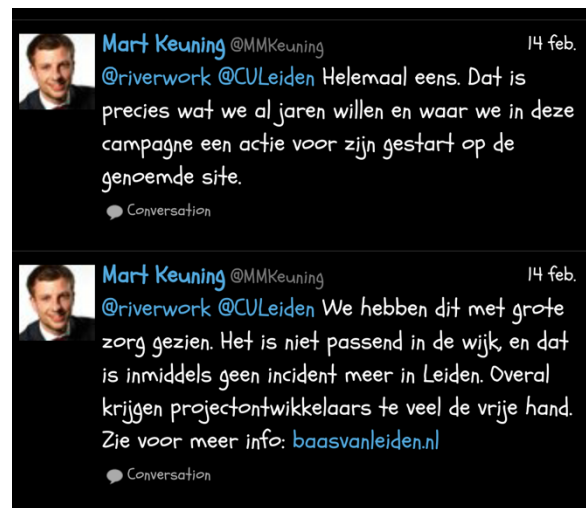 Mart Keuning @MMKeuning 14 feb.
@riverwork @CULeiden Helemaal eens. Dat is
precies wat we al jaren willen en waar we in deze
campagne een actie voor zijn gestart op de
genoemde site.
Conversation
Mart Keuning @MMKeuning 14 feb.
@riverwork @CULeiden We hebben dit met grote
zorg gezien. Het is niet passend in de wijk, en dat
is inmiddels geen incident meer in Leiden. Overal
krijgen projectontwikkelaars te veel de vrije hand.
Zie voor meer info: baasvanleiden.nl
Conversation